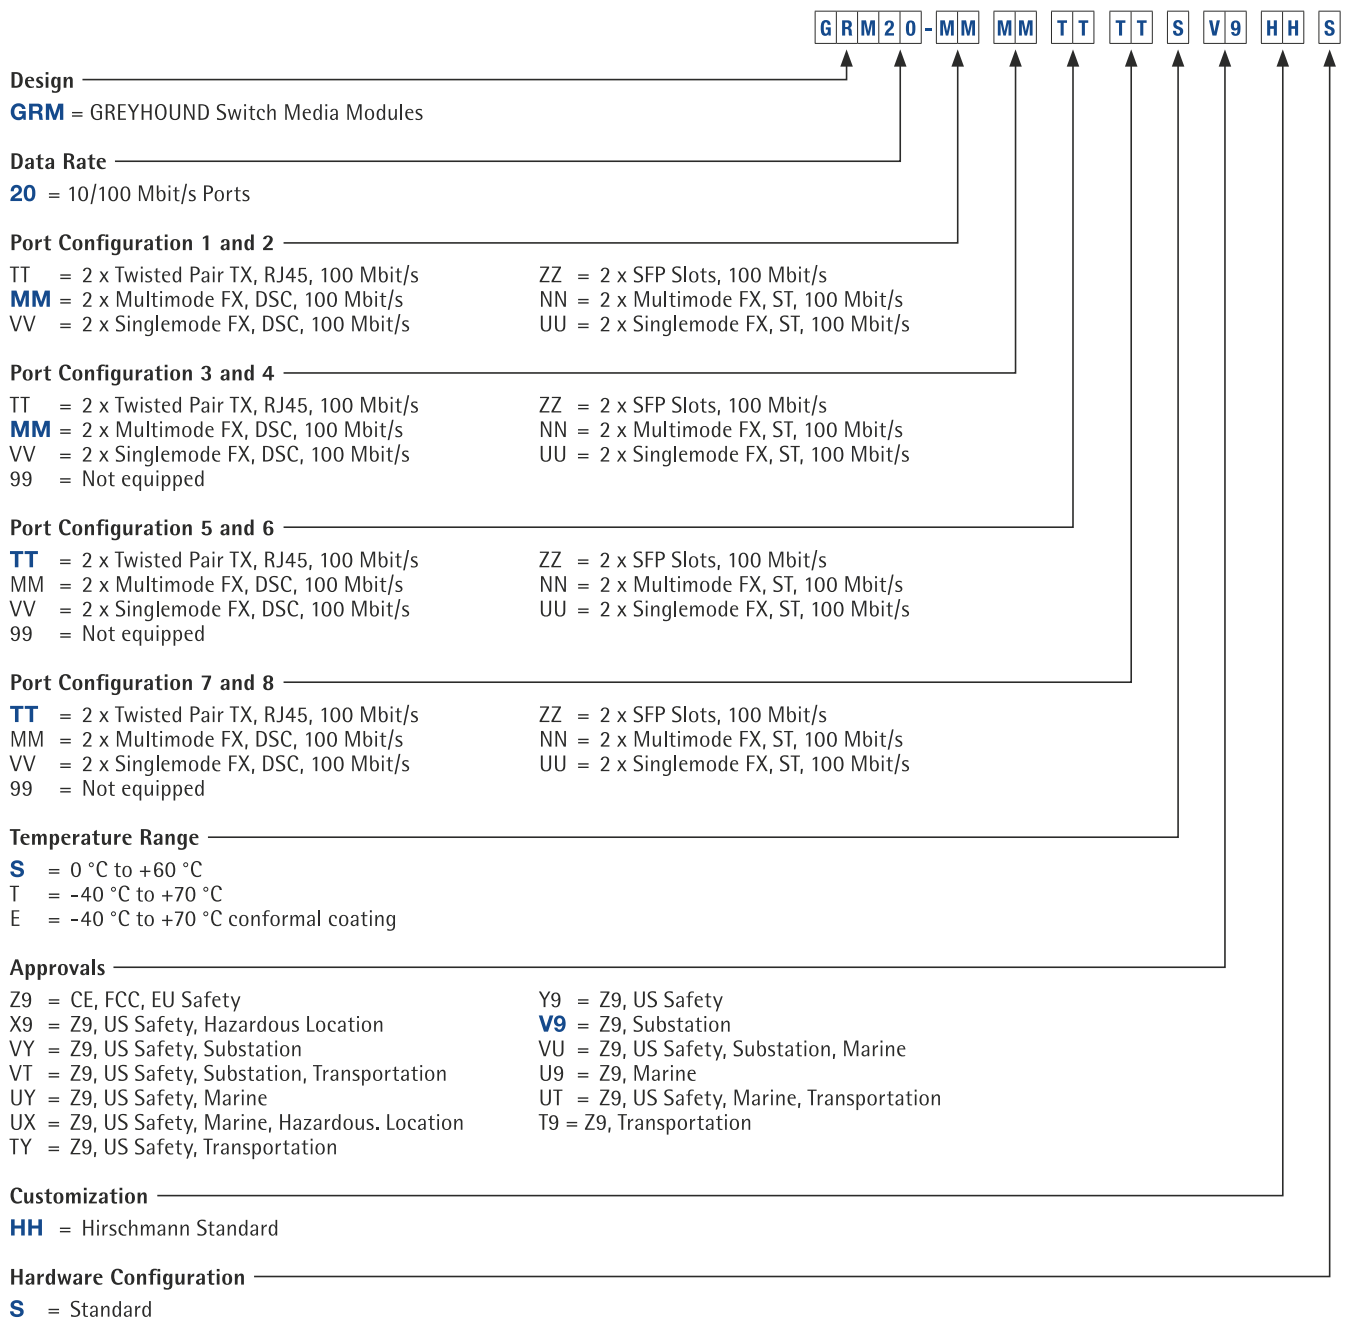 GRM20-MM MM TT TT S V9 HH S
Design
GRM = GREYHOUND Switch Media Modules
Data Rate
20 = 10/100 Mbit/s Ports
Port Configuration 1 and 2
TT = 2 x Twisted Pair TX, RJ45, 100 Mbit/s ZZ = 2 x SFP Slots, 100 Mbit/s
MM = 2 x Multimode FX, DSC, 100 Mbit/s NN = 2 x Multimode FX, ST, 100 Mbit/s
VV = 2 x Singlemode FX, DSC, 100 Mbit/s UU = 2 x Singlemode FX, ST, 100 Mbit/s
Port Configuration 3 and 4
TT = 2 x Twisted Pair TX, RJ45, 100 Mbit/s ZZ = 2 x SFP Slots, 100 Mbit/s
MM = 2 x Multimode FX, DSC, 100 Mbit/s NN = 2 x Multimode FX, ST, 100 Mbit/s
VV = 2 x Singlemode FX, DSC, 100 Mbit/s UU = 2 x Singlemode FX, ST, 100 Mbit/s
99 = Not equipped
Port Configuration 5 and 6
TT = 2 x Twisted Pair TX, RJ45, 100 Mbit/s ZZ = 2 x SFP Slots, 100 Mbit/s
MM = 2 x Multimode FX, DSC, 100 Mbit/s NN = 2 x Multimode FX, ST, 100 Mbit/s
VV = 2 x Singlemode FX, DSC, 100 Mbit/s UU = 2 x Singlemode FX, ST, 100 Mbit/s
99 = Not equipped
Port Configuration 7 and 8
TT = 2 x Twisted Pair TX, RJ45, 100 Mbit/s ZZ = 2 x SFP Slots, 100 Mbit/s
MM = 2 x Multimode FX, DSC, 100 Mbit/s NN = 2 x Multimode FX, ST, 100 Mbit/s
VV = 2 x Singlemode FX, DSC, 100 Mbit/s UU = 2 x Singlemode FX, ST, 100 Mbit/s
99 = Not equipped
Temperature Range
S = 0 °C to +60 °C
T = -40 °C to +70 °C
E = -40 °C to +70 °C conformal coating
Approvals
Z9 = CE, FCC, EU Safety Y9 = Z9, US Safety
X9 = Z9, US Safety, Hazardous Location V9 = Z9, Substation
VY = Z9, US Safety, Substation VU = Z9, US Safety, Substation, Marine
VT = Z9, US Safety, Substation, Transportation U9 = Z9, Marine
UY = Z9, US Safety, Marine UT = Z9, US Safety, Marine, Transportation
UX = Z9, US Safety, Marine, Hazardous. Location T9 = Z9, Transportation
TY = Z9, US Safety, Transportation
Customization
HH = Hirschmann Standard
Hardware Configuration
S = Standard